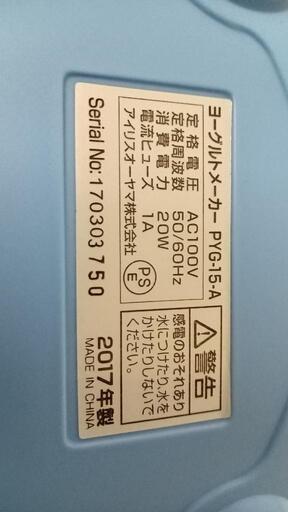 ヨーグルトメーカー PYG-15-A
定格電圧 AC100V
定格周波数 50/60Hz
消費電力 20W
電流ヒューズ 1A
アイリスオーヤマ株式会社
PS
E
Serial No:170303750
警告
感電のおそれあり
水につけたり,水を
かけたりしないで
ください。
2017年製
MADE IN CHINA